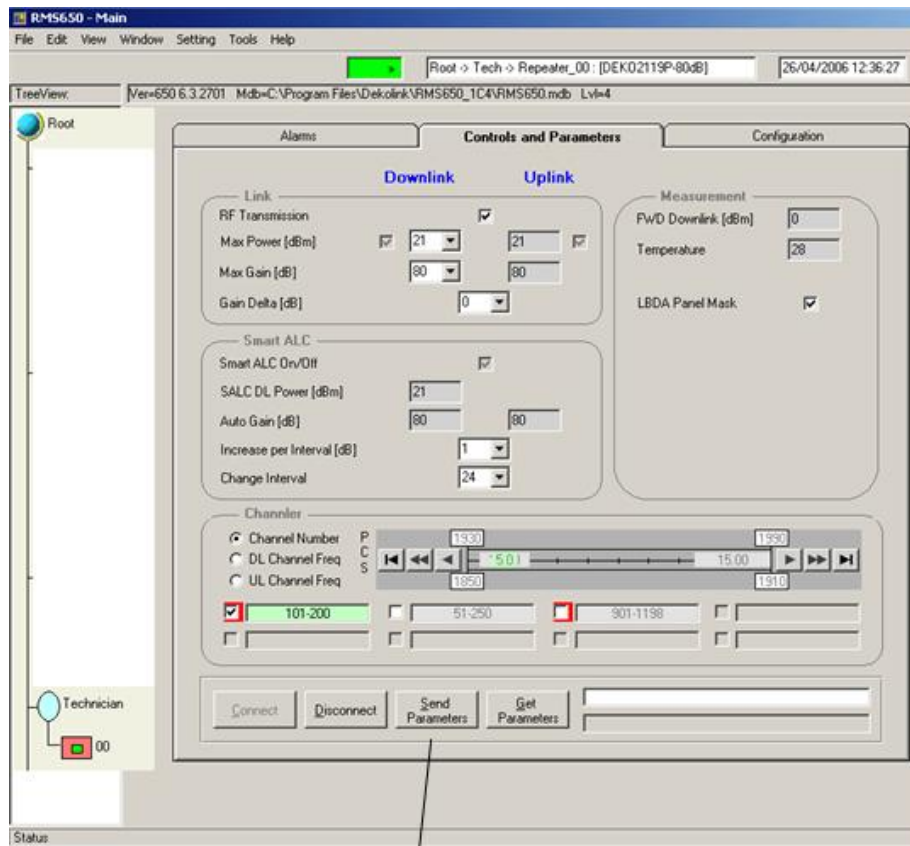 RMS650 - Main
File Edit View Window Setting Tools Help
> Root -> Tech -> Repeater_00 : [DEKO2119P-80dB] 26/04/2006 12:36:27
TreeView: Ver=650 6.3.2701 Mdb=C:\Program Files\Dekolink\RMS650_1C4\RMS650.mdb Lvl=4
Root
Alarms Controls and Parameters Configuration
Downlink Uplink
Link
RF Transmission
Max Power [dBm] 21 21
Max Gain [dB] 80 80
Gain Delta [dB] 0
Measurement
FWD Downlink [dBm] 0
Temperature 28
LBDA Panel Mask
Smart ALC
Smart ALC On/Off
SALC DL Power [dBm] 21
Auto Gain [dB] 80 80
Increase per Interval [dB] 1
Change Interval 24
Channler
Channel Number
DL Channel Freq
UL Channel Freq
PCS
1930 1990
15.00
1850 1910
101-200 51-250 901-1198
Connect Disconnect Send Parameters Get Parameters
Technician
00
Status